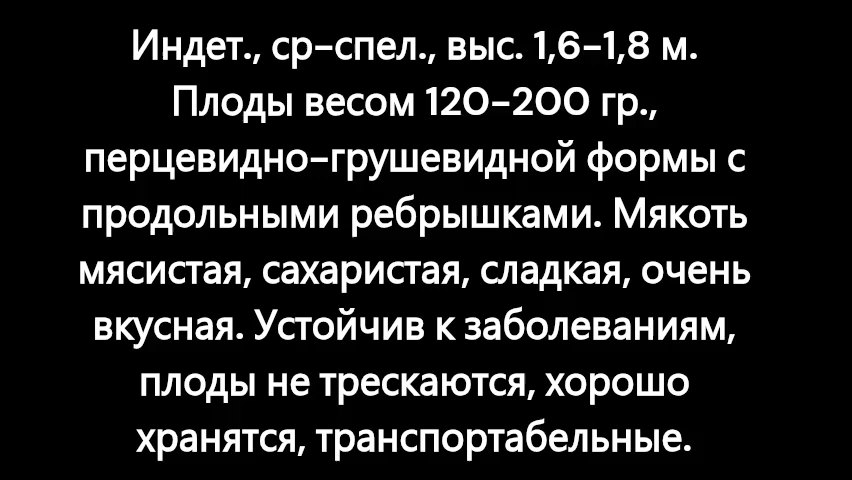 Индет., ср-спел., выс. 1,6-1,8 м.
Плоды весом 120-200 гр.,
перцевидно-грушевидной формы с
продольными ребрышками. Мякоть
мясистая, сахаристая, сладкая, очень
вкусная. Устойчив к заболеваниям,
плоды не трескаются, хорошо
хранятся, транспортабельные.